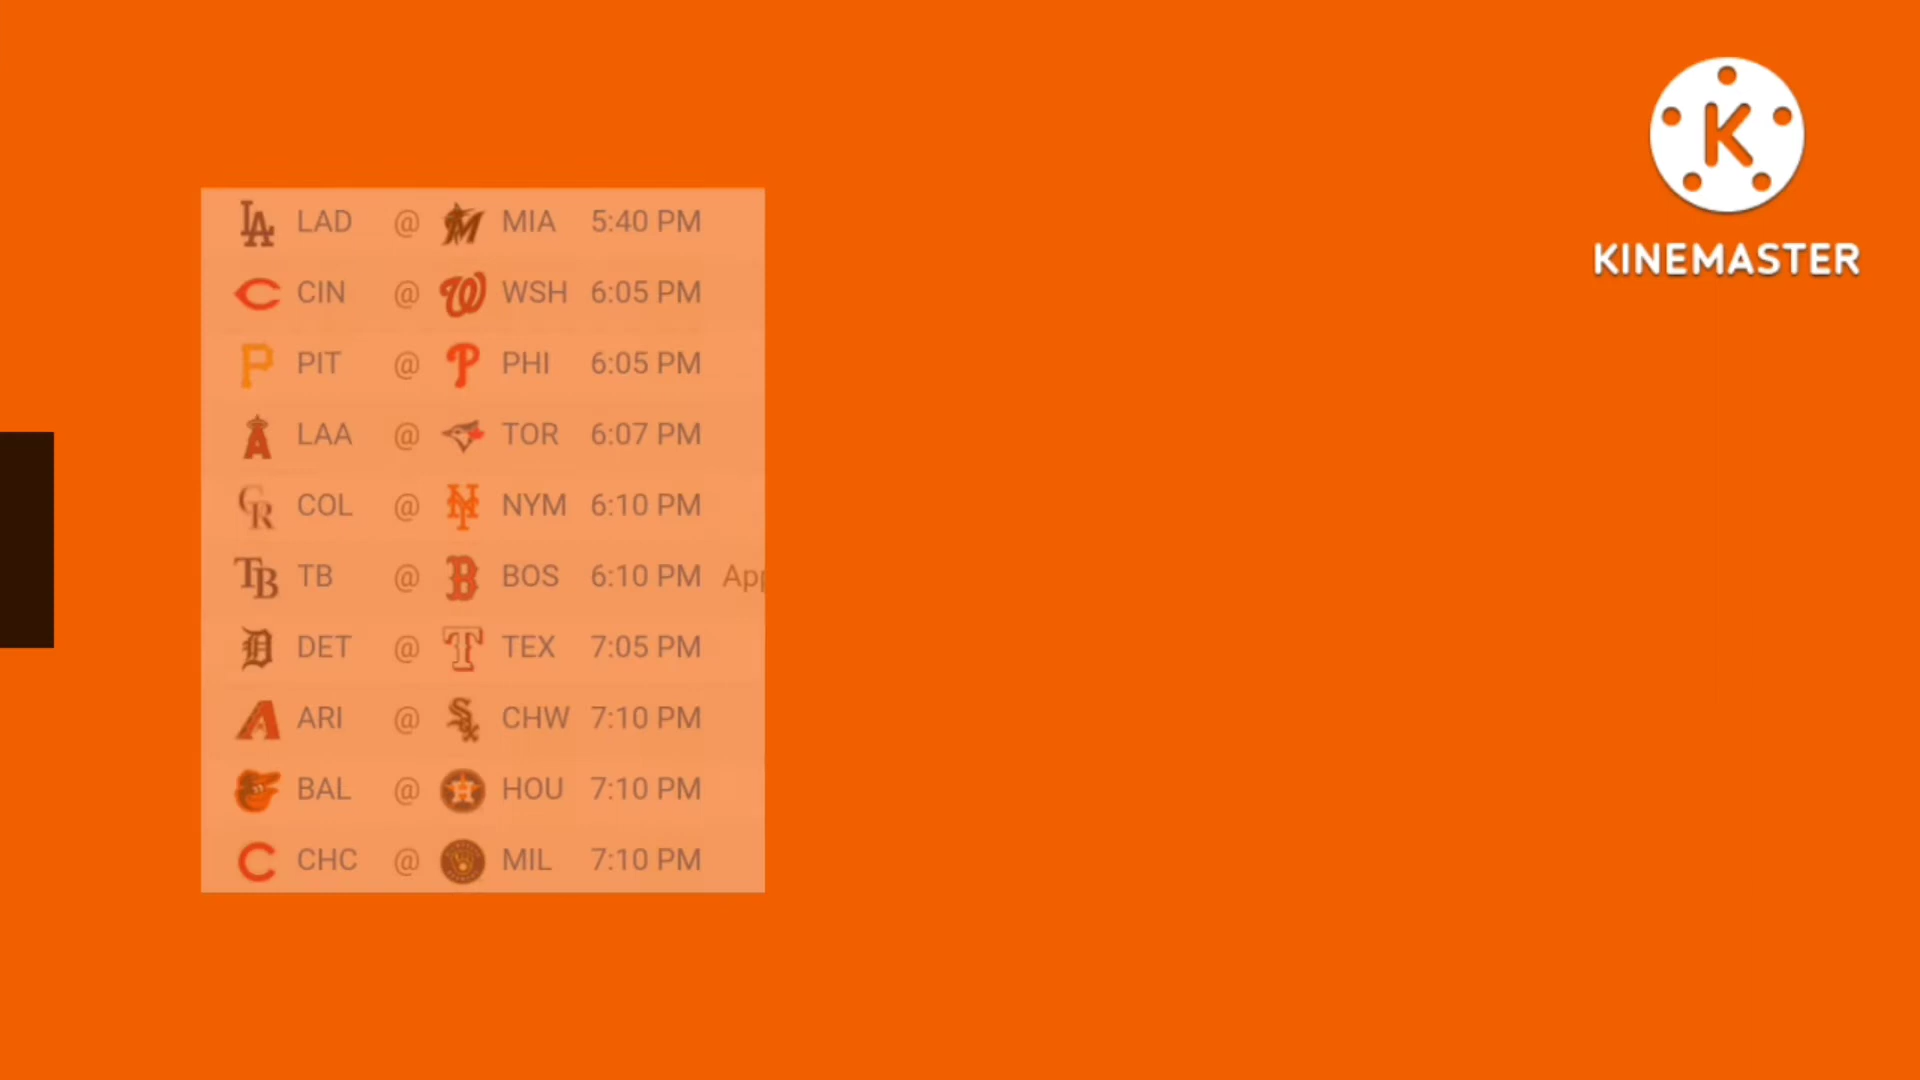 LAD @ MIA 5:40 PM
CIN @ WSH 6:05 PM
PIT @ PHI 6:05 PM
LAA @ TOR 6:07 PM
COL @ NYM 6:10 PM
TB @ BOS 6:10 PM App
DET @ TEX 7:05 PM
ARI @ CHW 7:10 PM
BAL @ HOU 7:10 PM
CHC @ MIL 7:10 PM
K
KINEMASTER